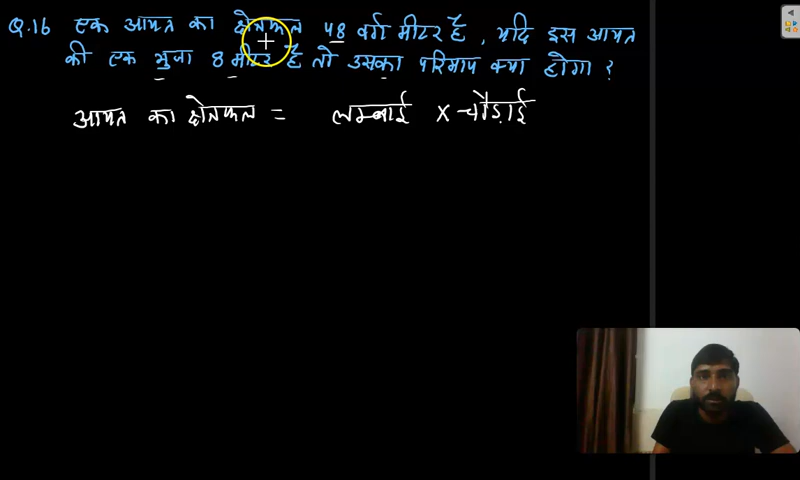 Q.16 एक आयत का क्षेत्रफल 48 वर्ग मीटर है, यदि इस आयत
की एक भुजा 8 मीटर है तो उसका परिमाप क्या होगा ?
आयत का क्षेत्रफल = लम्बाई × चौड़ाई